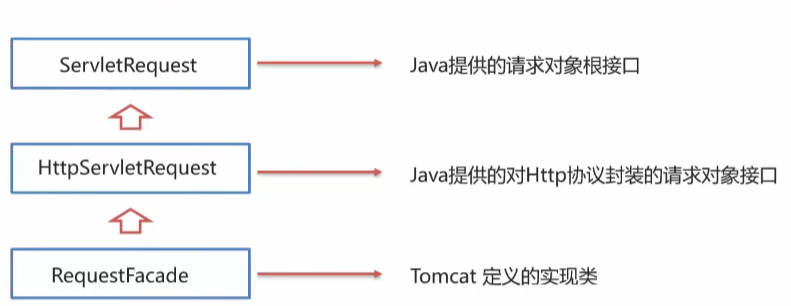 ServletRequest
Java提供的请求对象根接口
HttpServletRequest
Java提供的对Http协议封装的请求对象接口
RequestFacade
Tomcat 定义的实现类